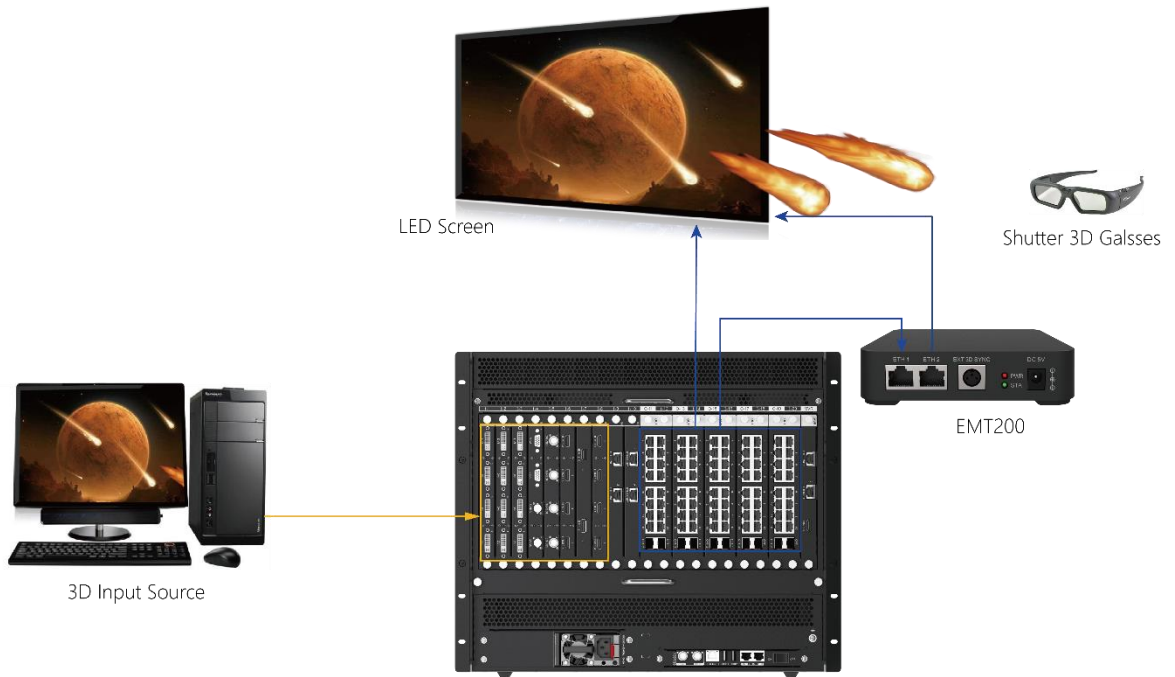 LED Screen
Shutter 3D Galsses
ETH 1 ETH 2 EXT 3D SYNC DC 5V
PWR
STA
EMT200
3D Input Source